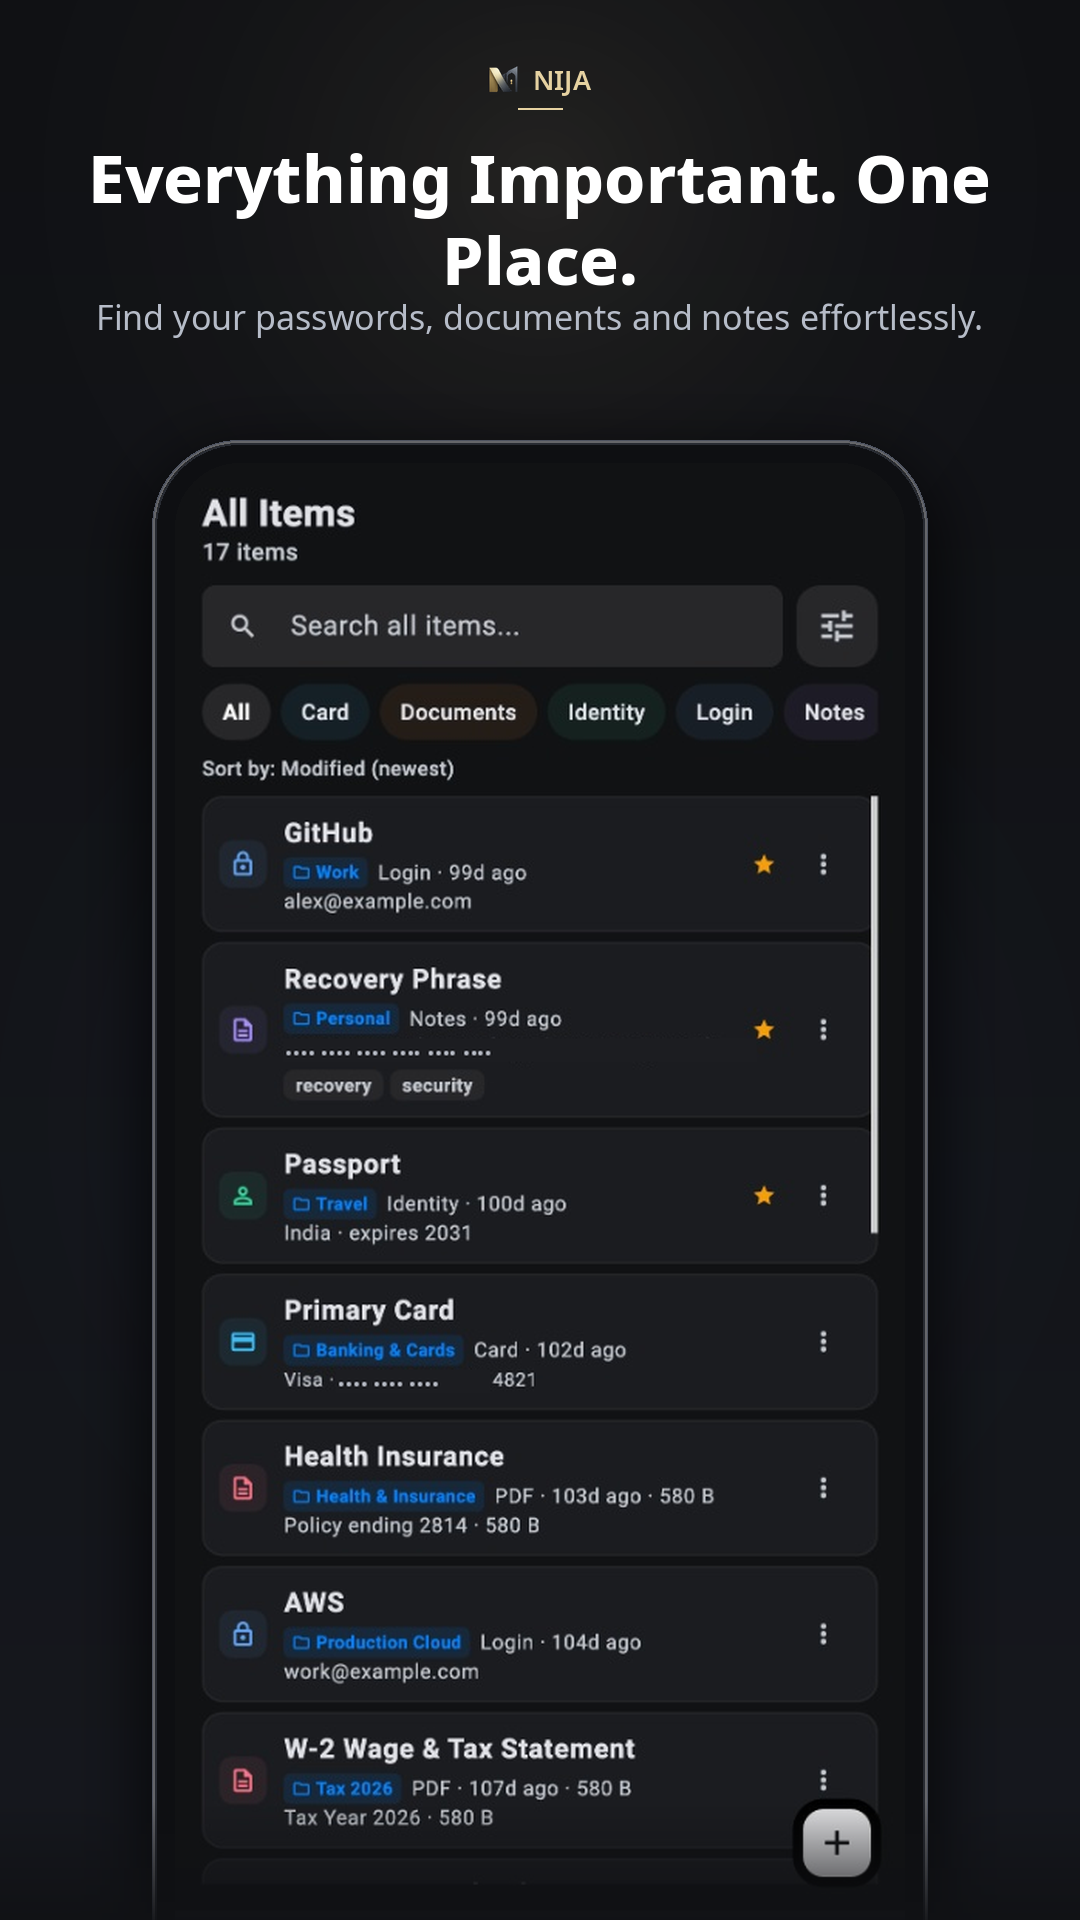 NIJA
Everything Important. One
Place.
Find your passwords, documents and notes effortlessly.
All Items
17 items
Search all items...
All Card Documents Identity Login Notes
Sort by: Modified (newest)
GitHub
Work Login · 99d ago
alex@example.com
Recovery Phrase
Personal Notes · 99d ago
•••• •••• •••• •••• •••• ••••
recovery security
Passport
Travel Identity · 100d ago
India · expires 2031
Primary Card
Banking & Cards Card · 102d ago
Visa · •••• •••• •••• 4821
Health Insurance
Health & Insurance PDF · 103d ago · 580 B
Policy ending 2814 · 580 B
AWS
Production Cloud Login · 104d ago
work@example.com
W-2 Wage & Tax Statement
Tax 2026 PDF · 107d ago · 580 B
Tax Year 2026 · 580 B